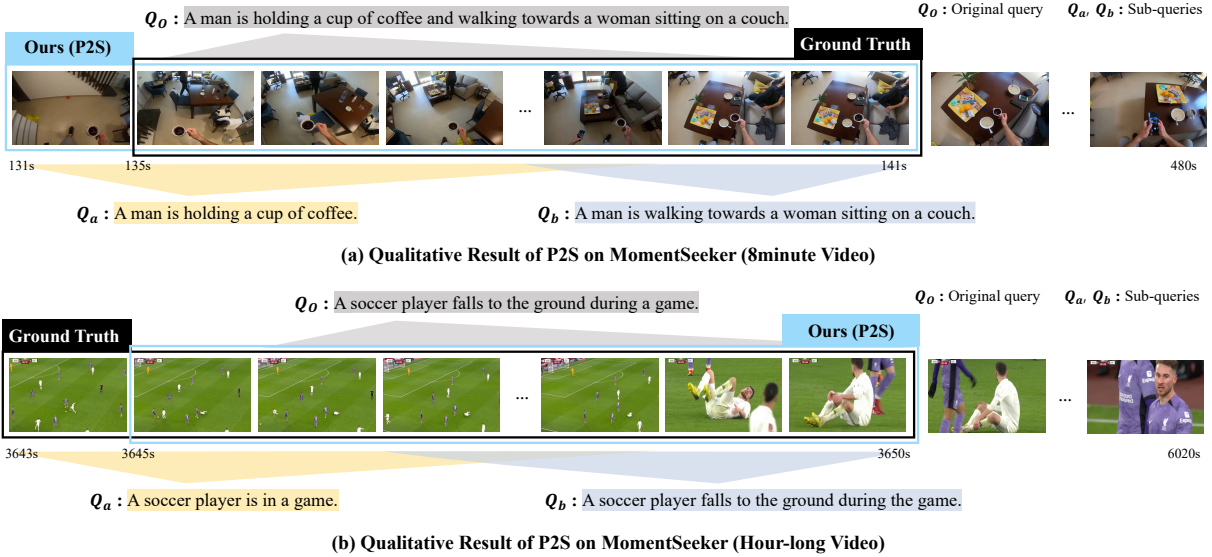 Q_O : A man is holding a cup of coffee and walking towards a woman sitting on a couch.
Q_O : Original query
Q_a, Q_b : Sub-queries
Ours (P2S)
Ground Truth
...
...
131s
135s
141s
480s
Q_a : A man is holding a cup of coffee.
Q_b : A man is walking towards a woman sitting on a couch.
(a) Qualitative Result of P2S on MomentSeeker (8minute Video)
Q_O : A soccer player falls to the ground during a game.
Q_O : Original query
Q_a, Q_b : Sub-queries
Ground Truth
Ours (P2S)
...
...
3643s
3645s
3650s
6020s
Q_a : A soccer player is in a game.
Q_b : A soccer player falls to the ground during the game.
(b) Qualitative Result of P2S on MomentSeeker (Hour-long Video)